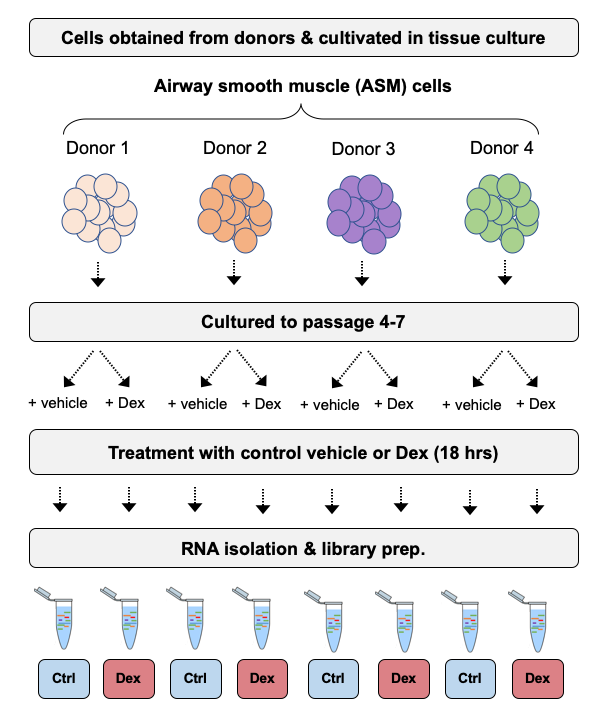 Cells obtained from donors & cultivated in tissue culture
Airway smooth muscle (ASM) cells
Donor 1 Donor 2 Donor 3 Donor 4
Cultured to passage 4-7
+ vehicle + Dex + vehicle + Dex + vehicle + Dex + vehicle + Dex
Treatment with control vehicle or Dex (18 hrs)
RNA isolation & library prep.
Ctrl Dex Ctrl Dex Ctrl Dex Ctrl Dex